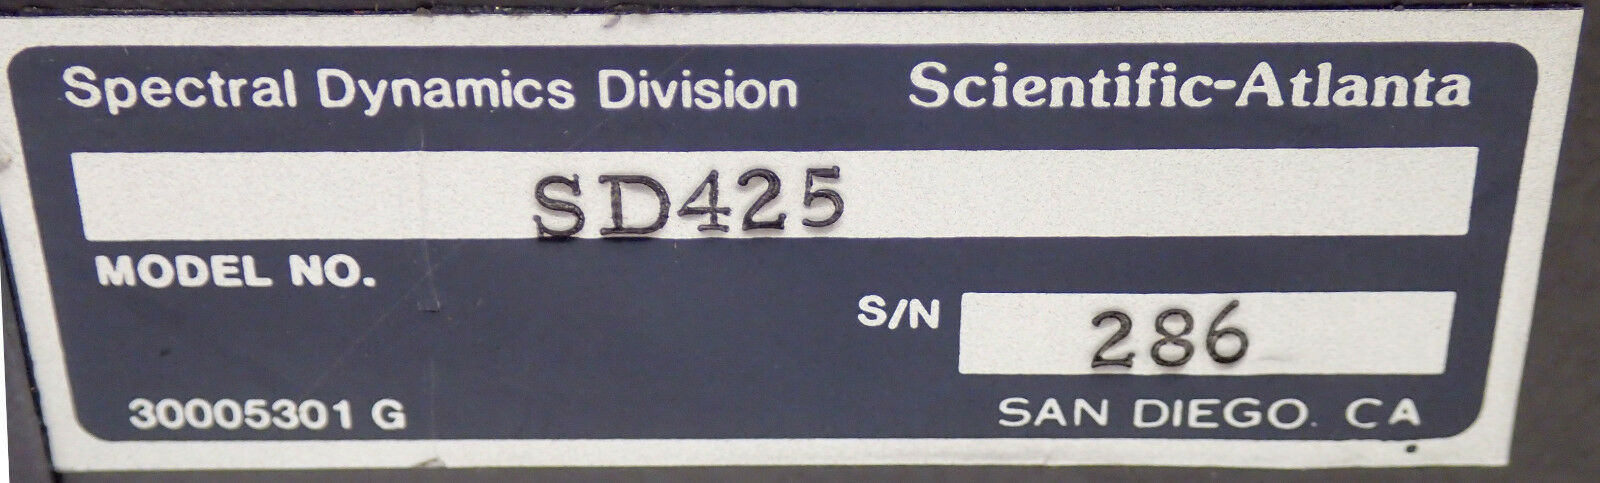 Spectral Dynamics Division Scientific-Atlanta
SD425
MODEL NO.
S/N 286
30005301 G SAN DIEGO. CA